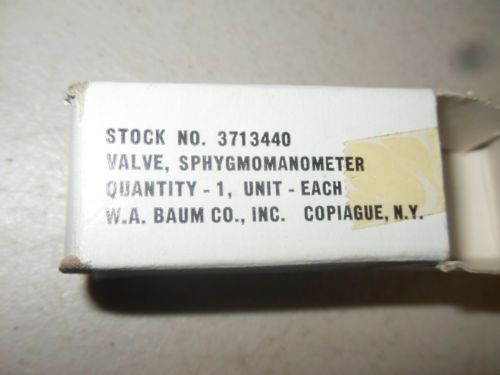 STOCK NO. 3713440
VALVE, SPHYGMOMANOMETER
QUANTITY - 1, UNIT - EACH
W.A. BAUM CO., INC. COPIAGUE, N.Y.